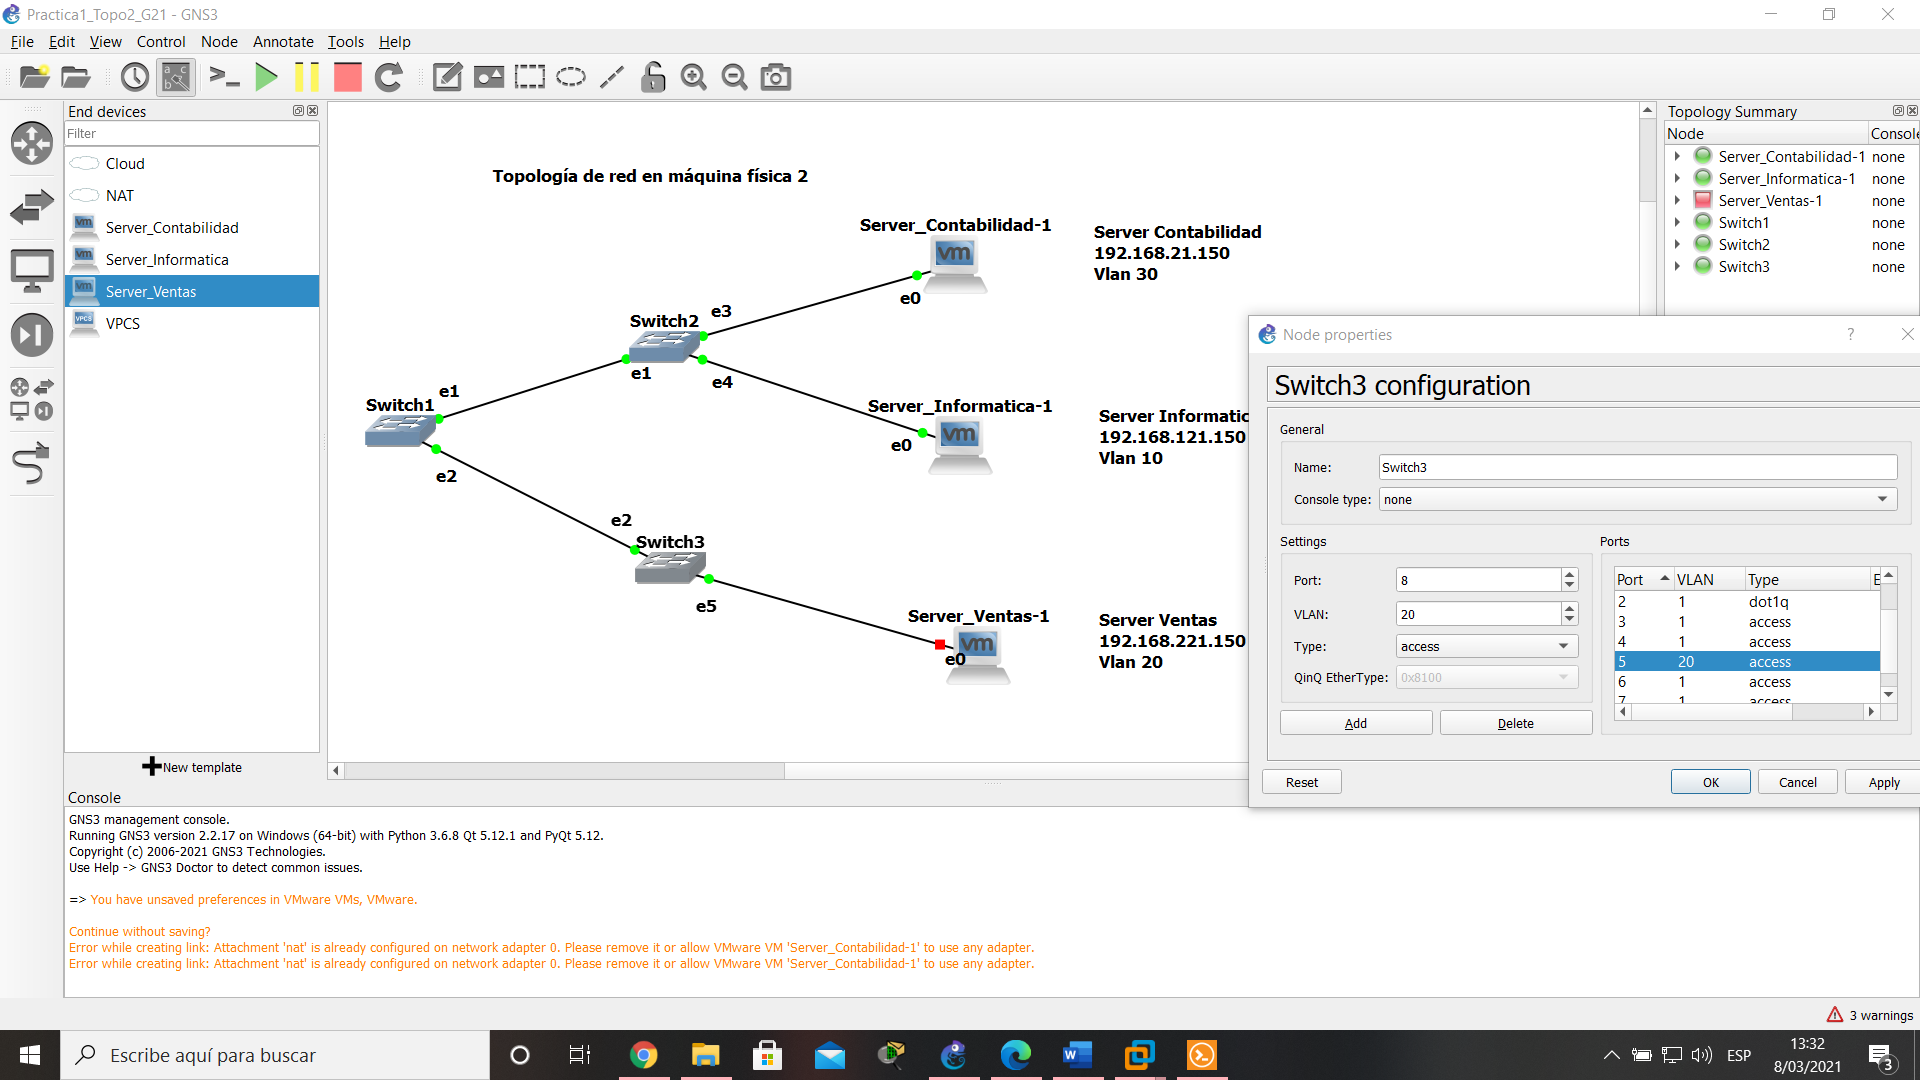 Practica1_Topo2_G21 - GNS3
File Edit View Control Node Annotate Tools Help
End devices
Filter
Cloud
NAT
Server_Contabilidad
Server_Informatica
Server_Ventas
VPCS
New template
Topología de red en máquina física 2
Server_Contabilidad-1
Server Contabilidad
192.168.21.150
Vlan 30
e0
Switch2
e3
e1
e4
Switch1
e1
e2
Server_Informatica-1
Server Informatic
192.168.121.150
Vlan 10
e0
e2
Switch3
e5
Server_Ventas-1
Server Ventas
192.168.221.150
Vlan 20
e0
Topology Summary
Node Console
Server_Contabilidad-1 none
Server_Informatica-1 none
Server_Ventas-1 none
Switch1 none
Switch2 none
Switch3 none
Node properties
Switch3 configuration
General
Name: Switch3
Console type: none
Settings
Port: 8
VLAN: 20
Type: access
QinQ EtherType: 0x8100
Add Delete
Ports
Port VLAN Type E
2 1 dot1q
3 1 access
4 1 access
5 20 access
6 1 access
7 1 access
Reset OK Cancel Apply
Console
GNS3 management console.
Running GNS3 version 2.2.17 on Windows (64-bit) with Python 3.6.8 Qt 5.12.1 and PyQt 5.12.
Copyright (c) 2006-2021 GNS3 Technologies.
Use Help -> GNS3 Doctor to detect common issues.
=> You have unsaved preferences in VMware VMs, VMware.
Continue without saving?
Error while creating link: Attachment 'nat' is already configured on network adapter 0. Please remove it or allow VMware VM 'Server_Contabilidad-1' to use any adapter.
Error while creating link: Attachment 'nat' is already configured on network adapter 0. Please remove it or allow VMware VM 'Server_Contabilidad-1' to use any adapter.
3 warnings
Escribe aquí para buscar
ESP
13:32
8/03/2021
3